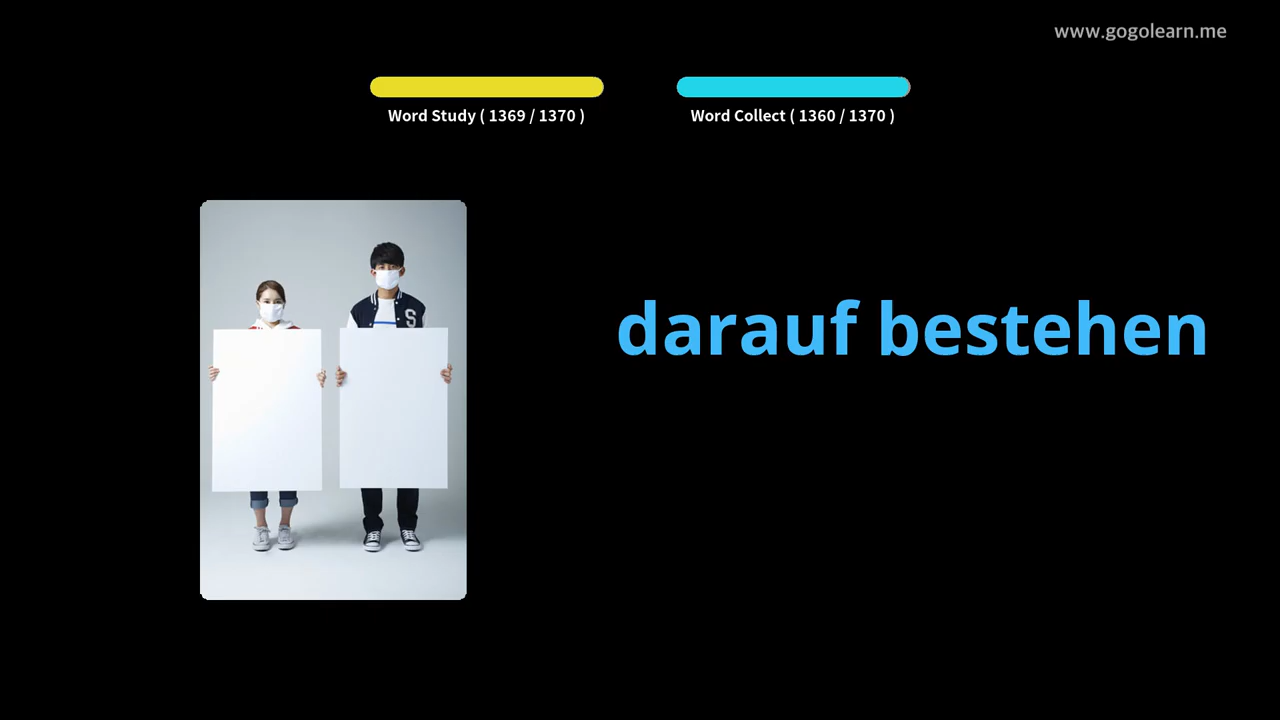 www.gogolearn.me
Word Study ( 1369 / 1370 )
Word Collect ( 1360 / 1370 )
S
darauf bestehen